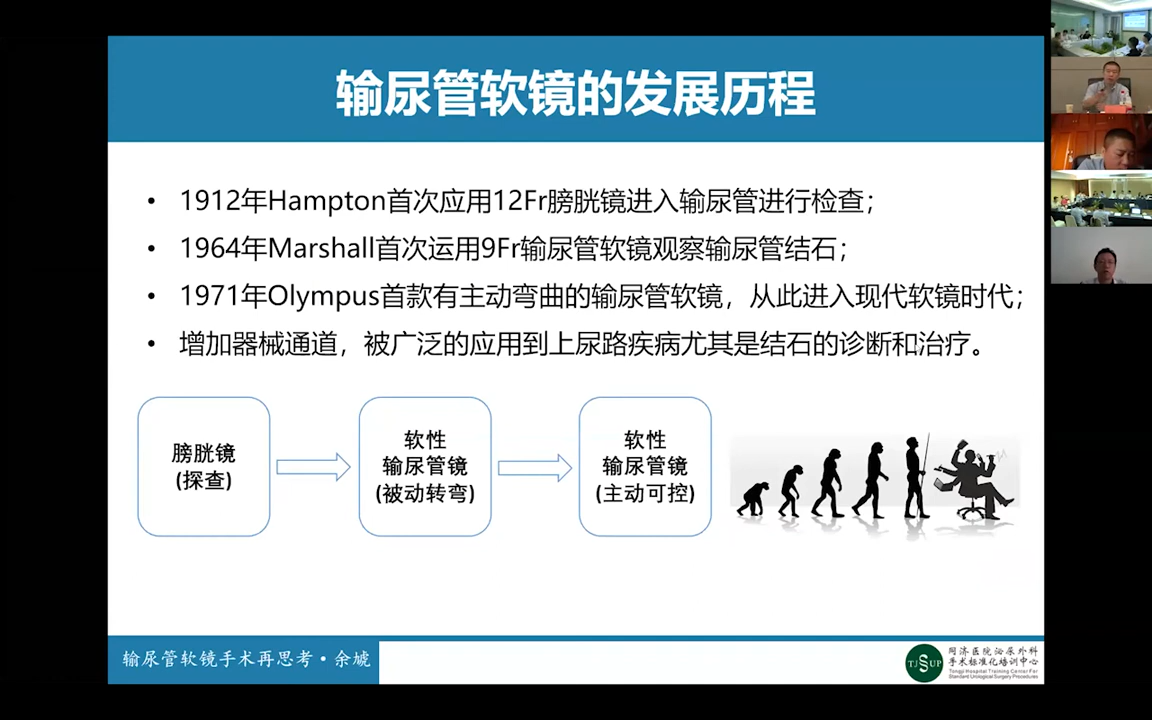 输尿管软镜的发展历程
• 1912年Hampton首次应用12Fr膀胱镜进入输尿管进行检查；
• 1964年Marshall首次运用9Fr输尿管软镜观察输尿管结石；
• 1971年Olympus首款有主动弯曲的输尿管软镜，从此进入现代软镜时代；
• 增加器械通道，被广泛的应用到上尿路疾病尤其是结石的诊断和治疗。
膀胱镜
(探查)
软性
输尿管镜
(被动转弯)
软性
输尿管镜
(主动可控)
输尿管软镜手术再思考·余虓
TJSUP
同济医院泌尿外科
手术标准化培训中心
Tongji Hospital Training Center For
Standard Urological Surgery Procedures